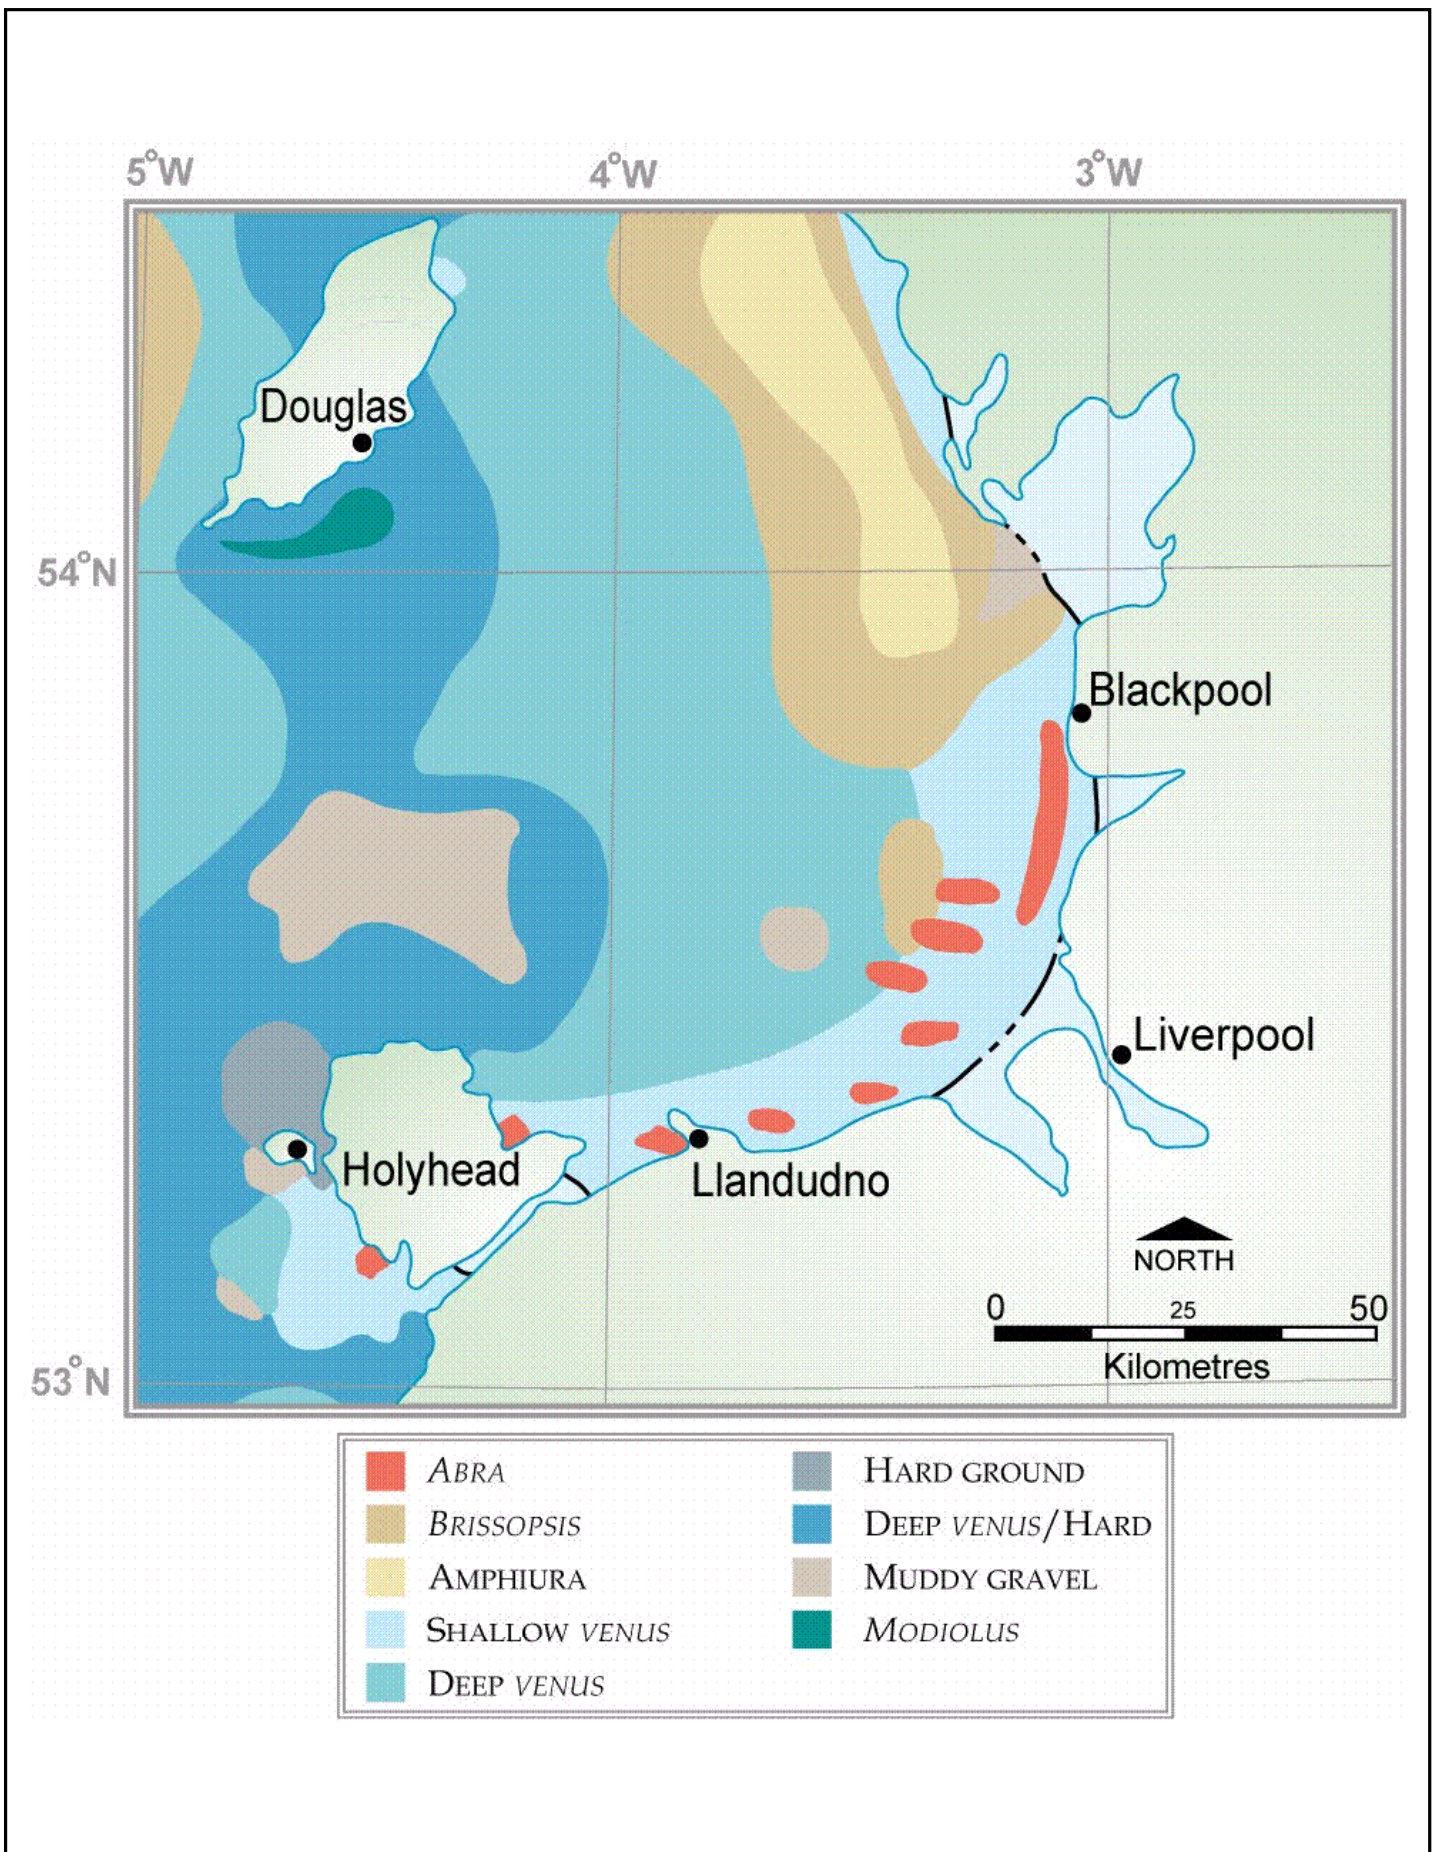 5°W 4°W 3°W
Douglas
54°N
Blackpool
Liverpool
Holyhead
Llandudno
NORTH
0 25 50
Kilometres
53°N
ABRA
BRISSOPSIS
AMPHIURA
SHALLOW VENUS
DEEP VENUS
HARD GROUND
DEEP VENUS/HARD
MUDDY GRAVEL
MODIOLUS